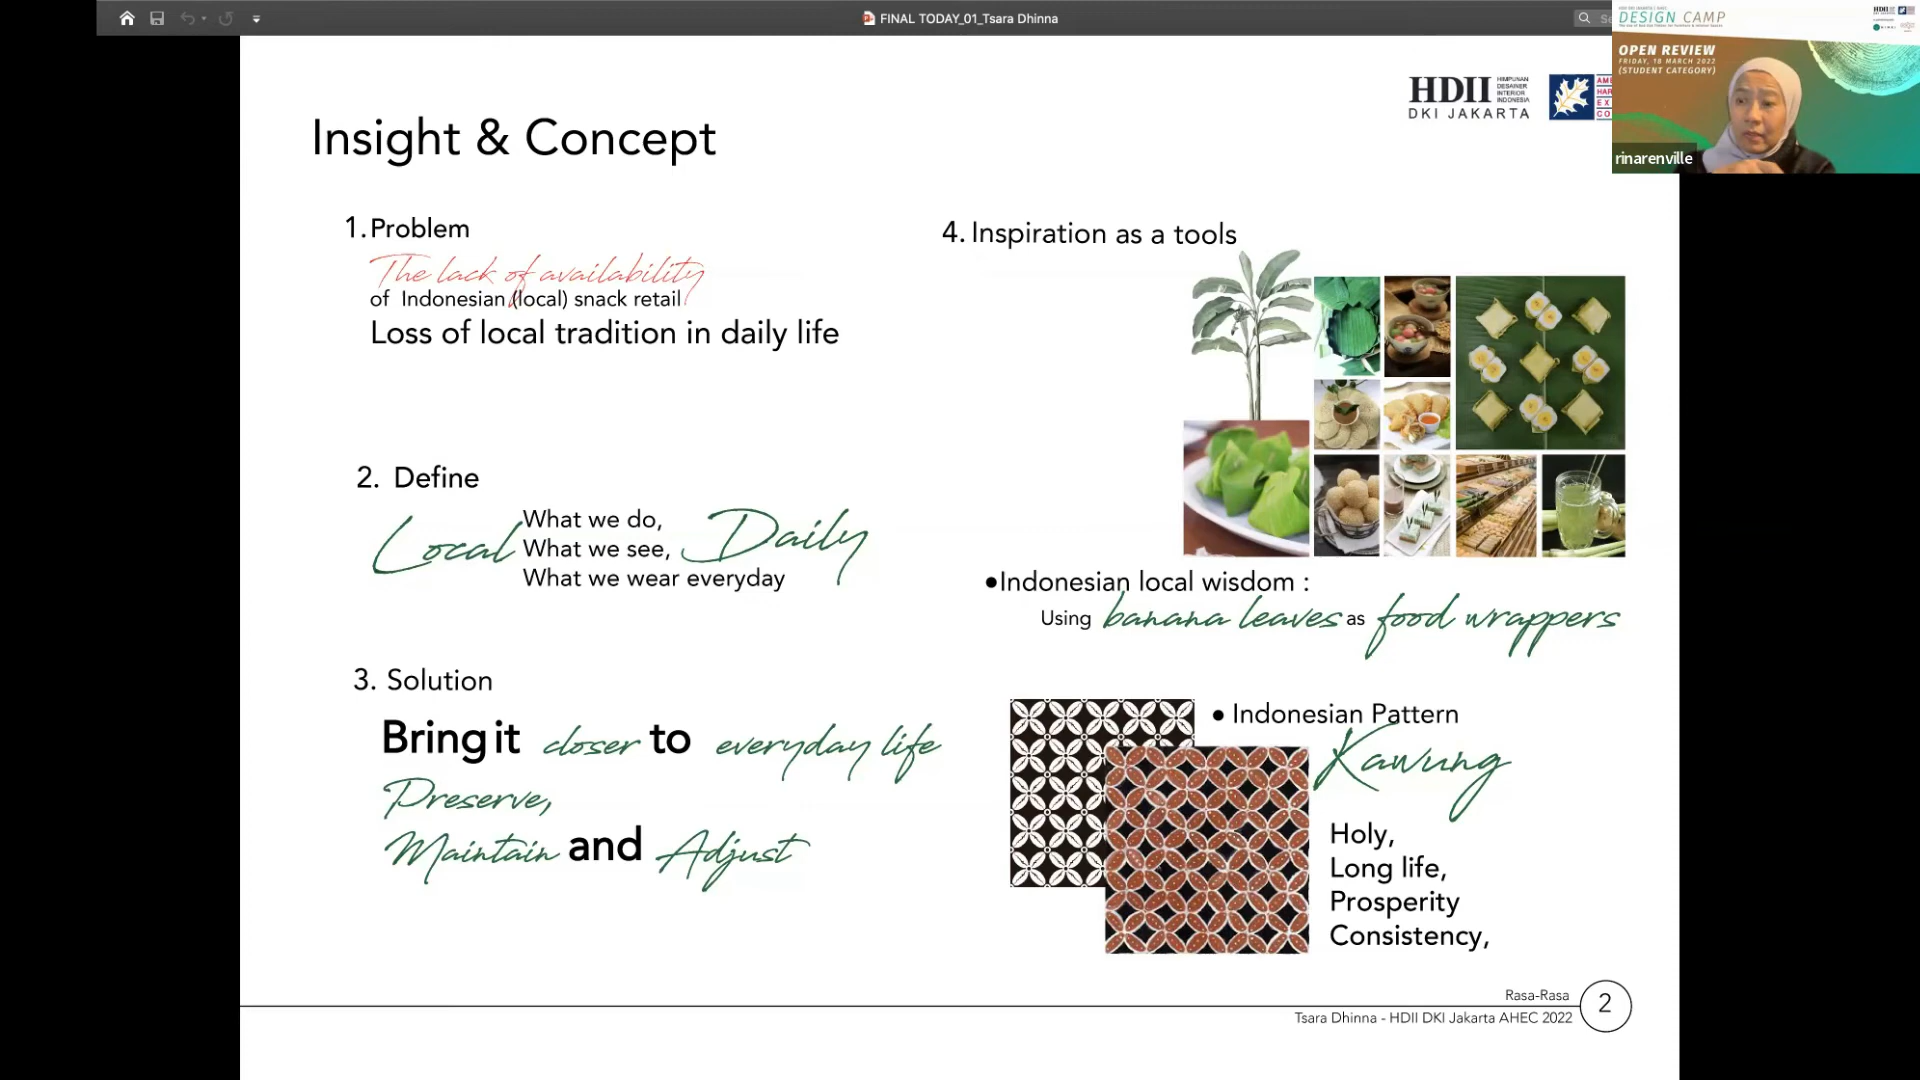 FINAL TODAY_01_Tsara Dhinna
DESIGN CAMP
OPEN REVIEW
FRIDAY, 18 MARCH 2022
(STUDENT CATEGORY)
rinarenville
HDII HIMPUNAN
DESAINER
INTERIOR
INDONESIA
DKI JAKARTA
Insight & Concept
1. Problem
The lack of availability
of Indonesian (local) snack retail
Loss of local tradition in daily life
2. Define
Local What we do, Daily
What we see,
What we wear everyday
3. Solution
Bring it closer to everyday life
Preserve,
Maintain and Adjust
4. Inspiration as a tools
•Indonesian local wisdom :
Using banana leaves as food wrappers
• Indonesian Pattern
Kawung
Holy,
Long life,
Prosperity
Consistency,
Rasa-Rasa
Tsara Dhinna - HDII DKI Jakarta AHEC 2022
2